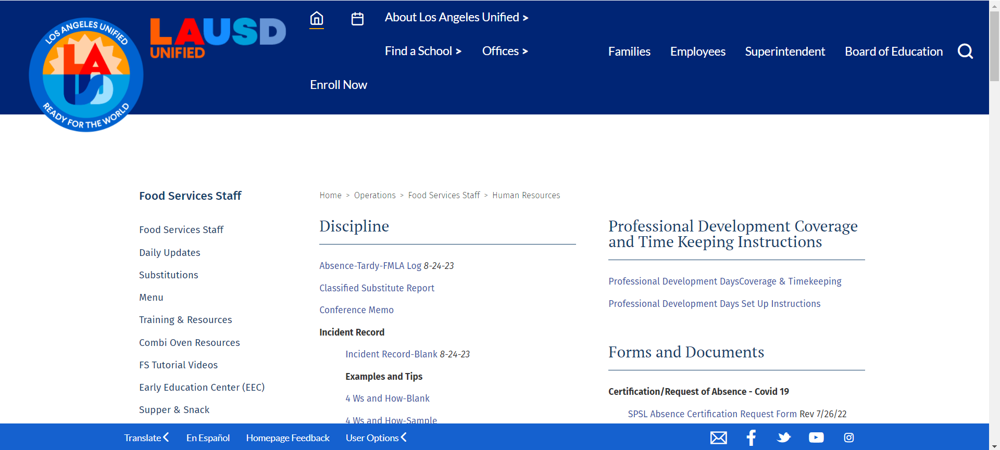 LOS ANGELES UNIFIED
LAUSD
READY FOR THE WORLD
LAUSD
UNIFIED
About Los Angeles Unified >
Find a School >
Offices >
Enroll Now
Families
Employees
Superintendent
Board of Education
Food Services Staff
Food Services Staff
Daily Updates
Substitutions
Menu
Training & Resources
Combi Oven Resources
FS Tutorial Videos
Early Education Center (EEC)
Supper & Snack
Home > Operations > Food Services Staff > Human Resources
Discipline
Absence-Tardy-FMLA Log 8-24-23
Classified Substitute Report
Conference Memo
Incident Record
Incident Record-Blank 8-24-23
Examples and Tips
4 Ws and How-Blank
4 Ws and How-Sample
Professional Development Coverage
and Time Keeping Instructions
Professional Development DaysCoverage & Timekeeping
Professional Development Days Set Up Instructions
Forms and Documents
Certification/Request of Absence - Covid 19
SPSL Absence Certification Request Form Rev 7/26/22
Translate
En Español
Homepage Feedback
User Options